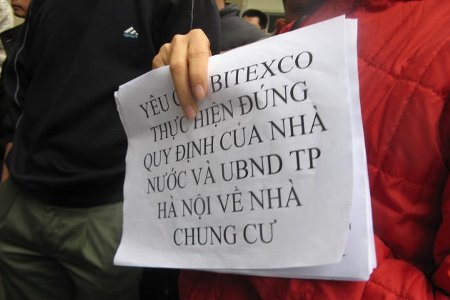 YÊU C BITEXCO
THỰC HIỆN ĐÚNG
QUY ĐỊNH CỦA NHÀ
NƯỚC VÀ UBND TP
HÀ NỘI VỀ NHÀ
CHUNG CƯ